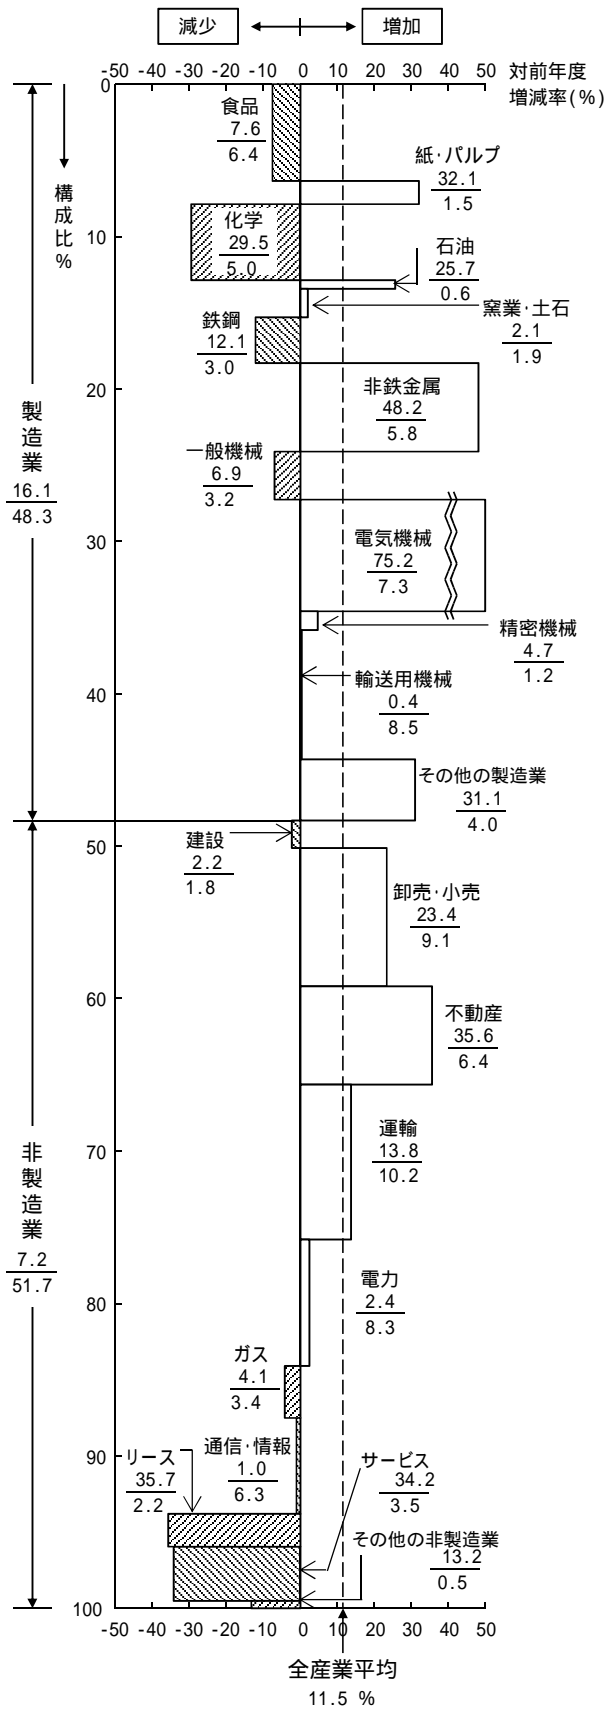 減少 増加
-50 -40 -30 -20 -10 0 10 20 30 40 50 対前年度
増減率(%)
0
構成比%
食品
7.6
6.4
紙・パルプ
32.1
1.5
10
化学
29.5
5.0
石油
25.7
0.6
窯業・土石
2.1
1.9
鉄鋼
12.1
3.0
20
非鉄金属
48.2
5.8
製造業
16.1
48.3
一般機械
6.9
3.2
30
電気機械
75.2
7.3
精密機械
4.7
1.2
輸送用機械
0.4
8.5
40
その他の製造業
31.1
4.0
建設
2.2
1.8
50
卸売・小売
23.4
9.1
60
不動産
35.6
6.4
非製造業
7.2
51.7
運輸
13.8
10.2
70
電力
2.4
8.3
80
ガス
4.1
3.4
通信・情報
1.0
6.3
90
リース
35.7
2.2
サービス
34.2
3.5
その他の非製造業
13.2
0.5
100
-50 -40 -30 -20 -10 0 10 20 30 40 50
全産業平均
11.5 %